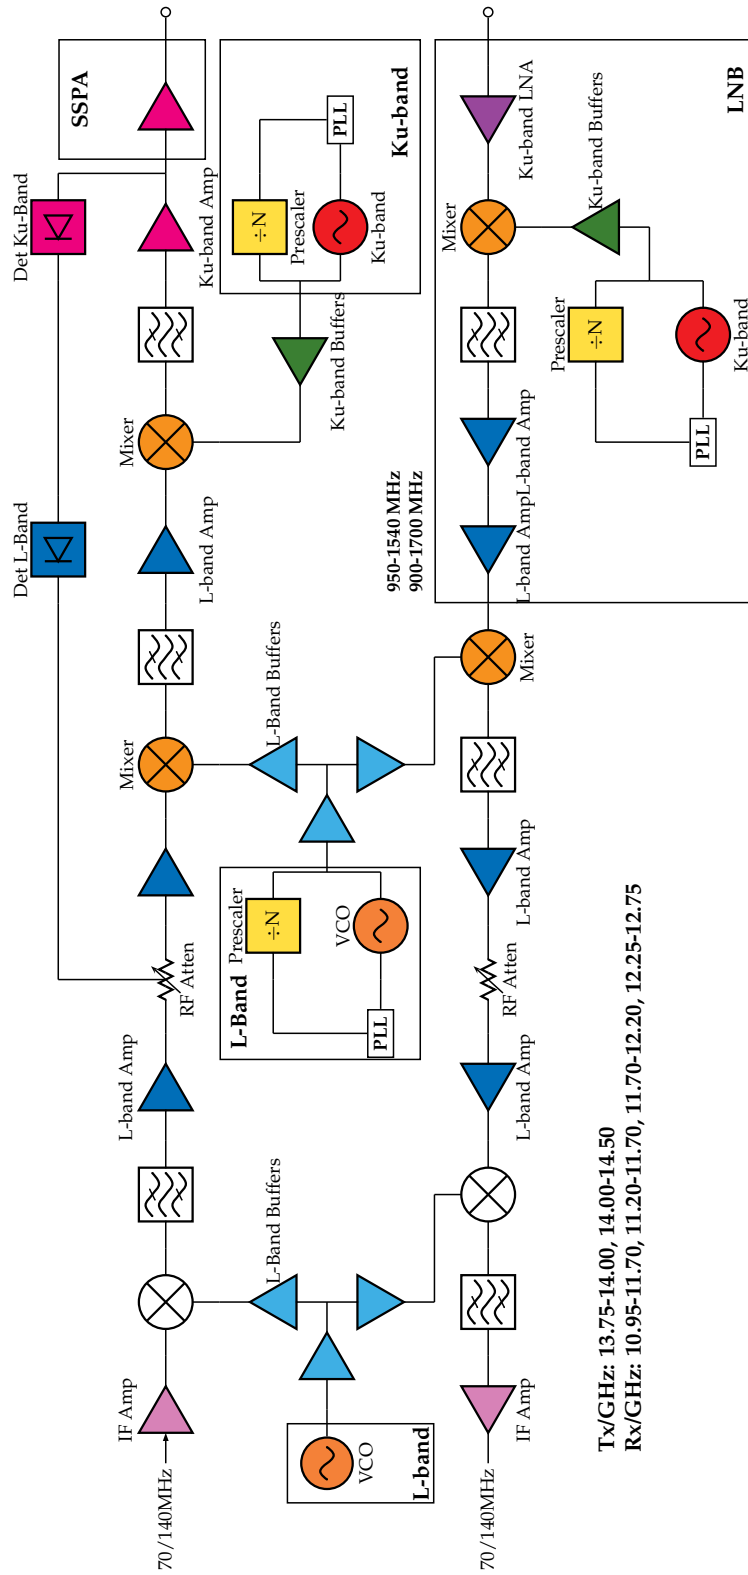 70/140MHz
IF Amp
L-band Amp
RF Atten
Mixer
L-band Amp
Mixer
Ku-band Amp
SSPA
Det L-Band
Det Ku-Band
L-Band Buffers
VCO
L-band
L-Band
Prescaler
÷N
VCO
PLL
L-Band Buffers
Ku-band Buffers
Prescaler
÷N
Ku-band
PLL
Ku-band
70/140MHz
IF Amp
L-band Amp
RF Atten
L-band Amp
Mixer
950-1540 MHz
900-1700 MHz
L-band Amp
L-band Amp
Mixer
Ku-band LNA
Ku-band Buffers
Prescaler
÷N
Ku-band
PLL
LNB
Tx/GHz: 13.75-14.00, 14.00-14.50
Rx/GHz: 10.95-11.70, 11.20-11.70, 11.70-12.20, 12.25-12.75